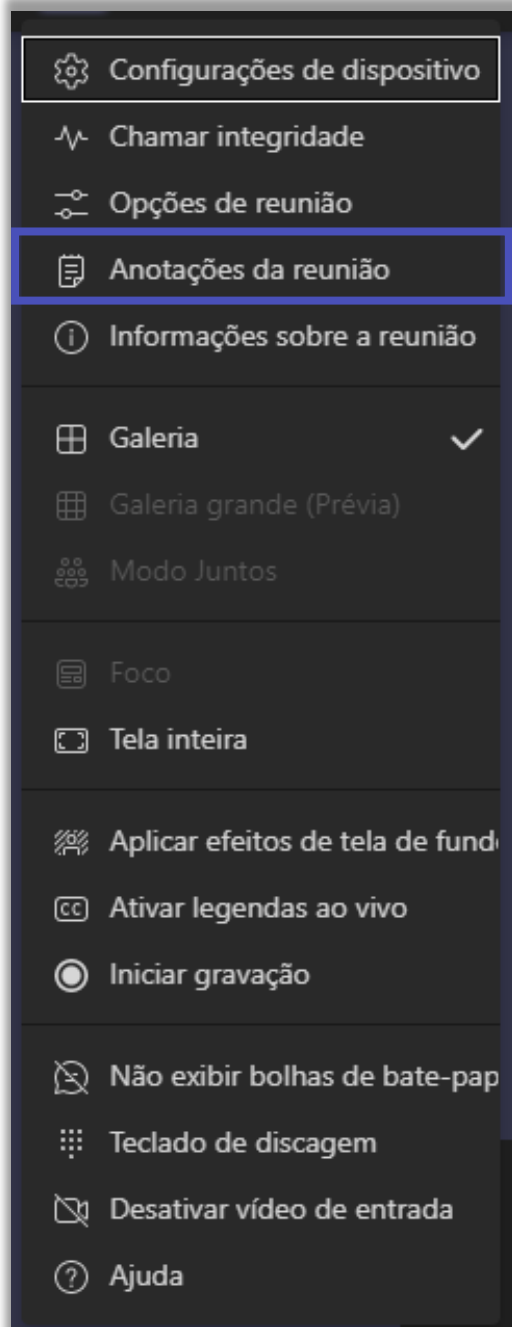 Configurações de dispositivo
Chamar integridade
Opções de reunião
Anotações da reunião
Informações sobre a reunião
Galeria
Galeria grande (Prévia)
Modo Juntos
Foco
Tela inteira
Aplicar efeitos de tela de fund
CC Ativar legendas ao vivo
Iniciar gravação
Não exibir bolhas de bate-pap
Teclado de discagem
Desativar vídeo de entrada
Ajuda